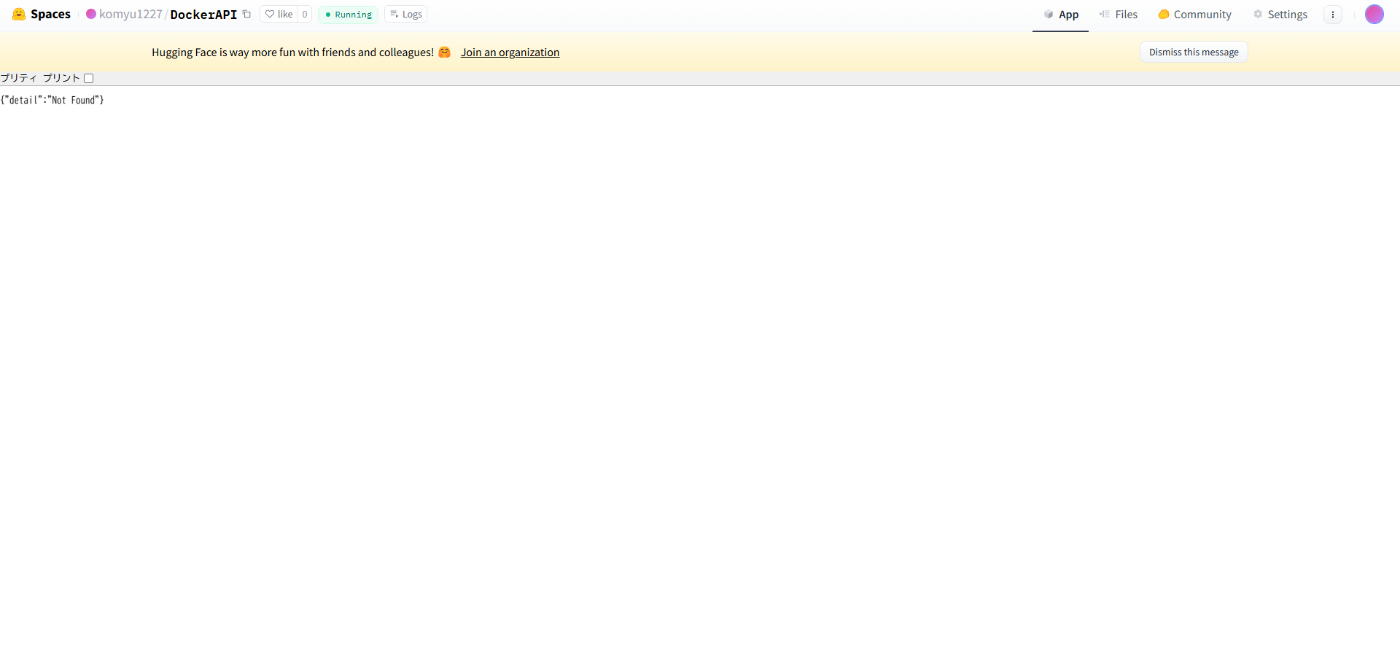 Spaces komyu1227/DockerAPI like 0 Running Logs App Files Community Settings
Hugging Face is way more fun with friends and colleagues! 🤗 Join an organization Dismiss this message
プリティ プリント
{"detail":"Not Found"}